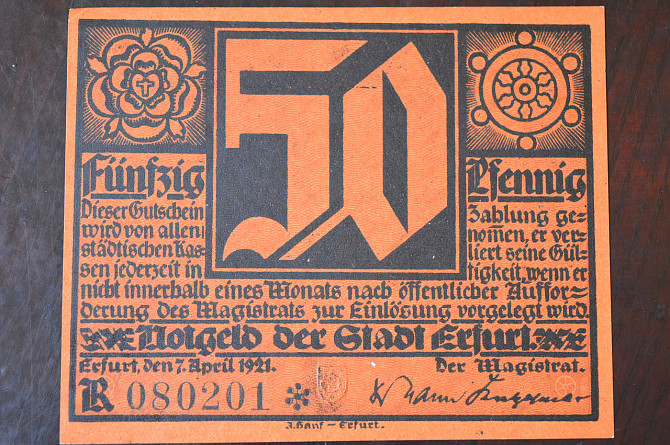 50
Fünfzig Pfennig
Dieser Gutschein Zahlung ge=
wird von allen nommen, er ver=
städtischen Kas= liert seine Gül=
sen jederzeit in tigkeit, wenn er
nicht innerhalb eines Monats nach öffentlicher Auffor=
derung des Magistrats zur Einlösung vorgelegt wird.
Notgeld der Stadt Erfurt.
Erfurt, den 7. April 1921. Der Magistrat.
R 080201 *
J. Hauf - Erfurt.